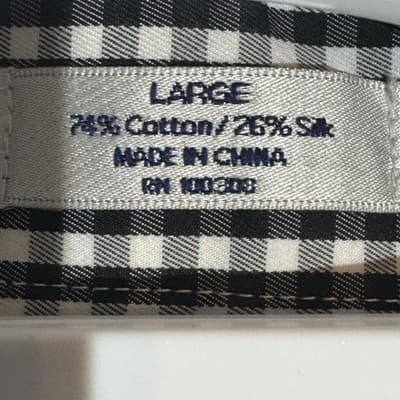 LARGE
74% Cotton / 26% Silk
MADE IN CHINA
RN 100308